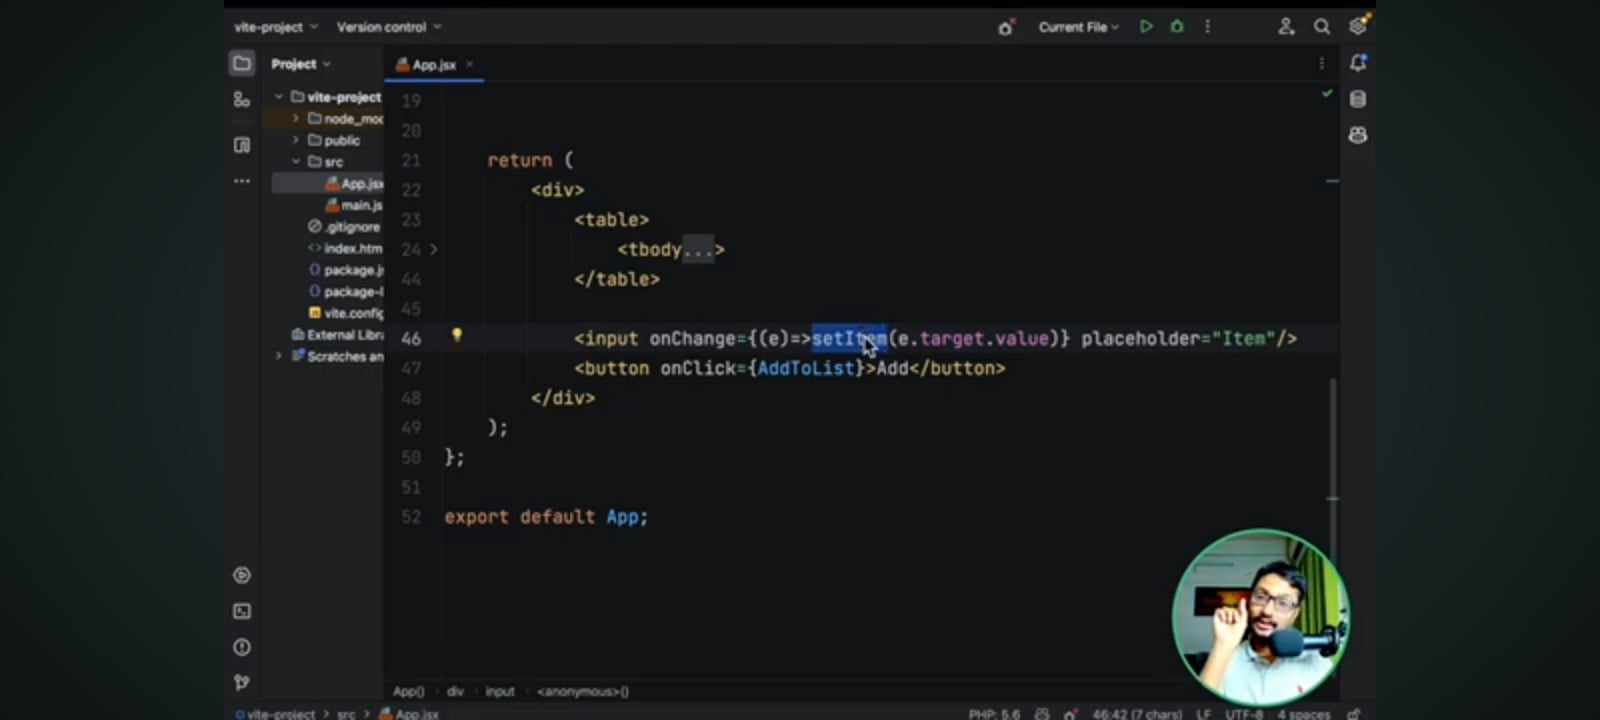 vite-project
Version control
Current File
Project
App.jsx
vite-project
node_moc
public
src
App.jsx
main.js
.gitignore
index.htm
package.j
package-l
vite.config
External Libra
Scratches an
19
20
21 return (
22 <div>
23 <table>
24 <tbody...>
44 </table>
45
46 <input onChange={(e)=>setItem(e.target.value)} placeholder="Item"/>
47 <button onClick={AddToList}>Add</button>
48 </div>
49 );
50 };
51
52 export default App;
App() div input <anonymous>()
vite-project > src > App.jsx
PHP: 5.6 46:42 (7 chars) LF UTF-8 4 spaces